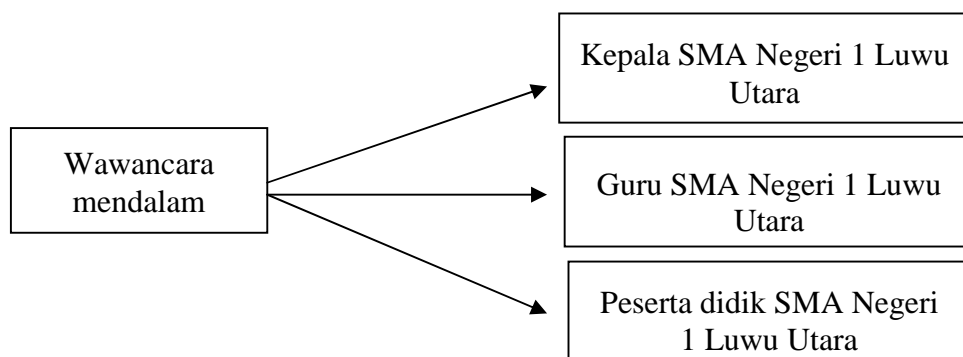 Kepala SMA Negeri 1 Luwu
Utara
Wawancara
mendalam
Guru SMA Negeri 1 Luwu
Utara
Peserta didik SMA Negeri
1 Luwu Utara